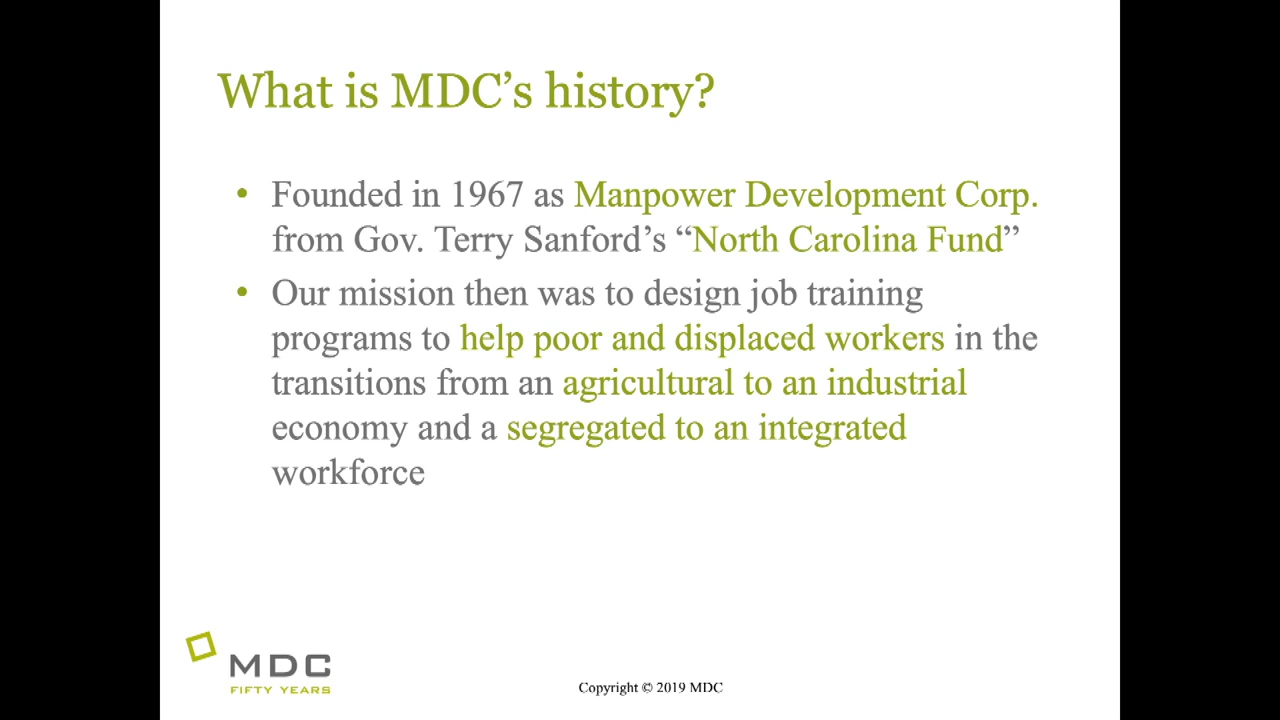 What is MDC’s history?
• Founded in 1967 as Manpower Development Corp.
from Gov. Terry Sanford’s “North Carolina Fund”
• Our mission then was to design job training
programs to help poor and displaced workers in the
transitions from an agricultural to an industrial
economy and a segregated to an integrated
workforce
MDC
FIFTY YEARS
Copyright © 2019 MDC